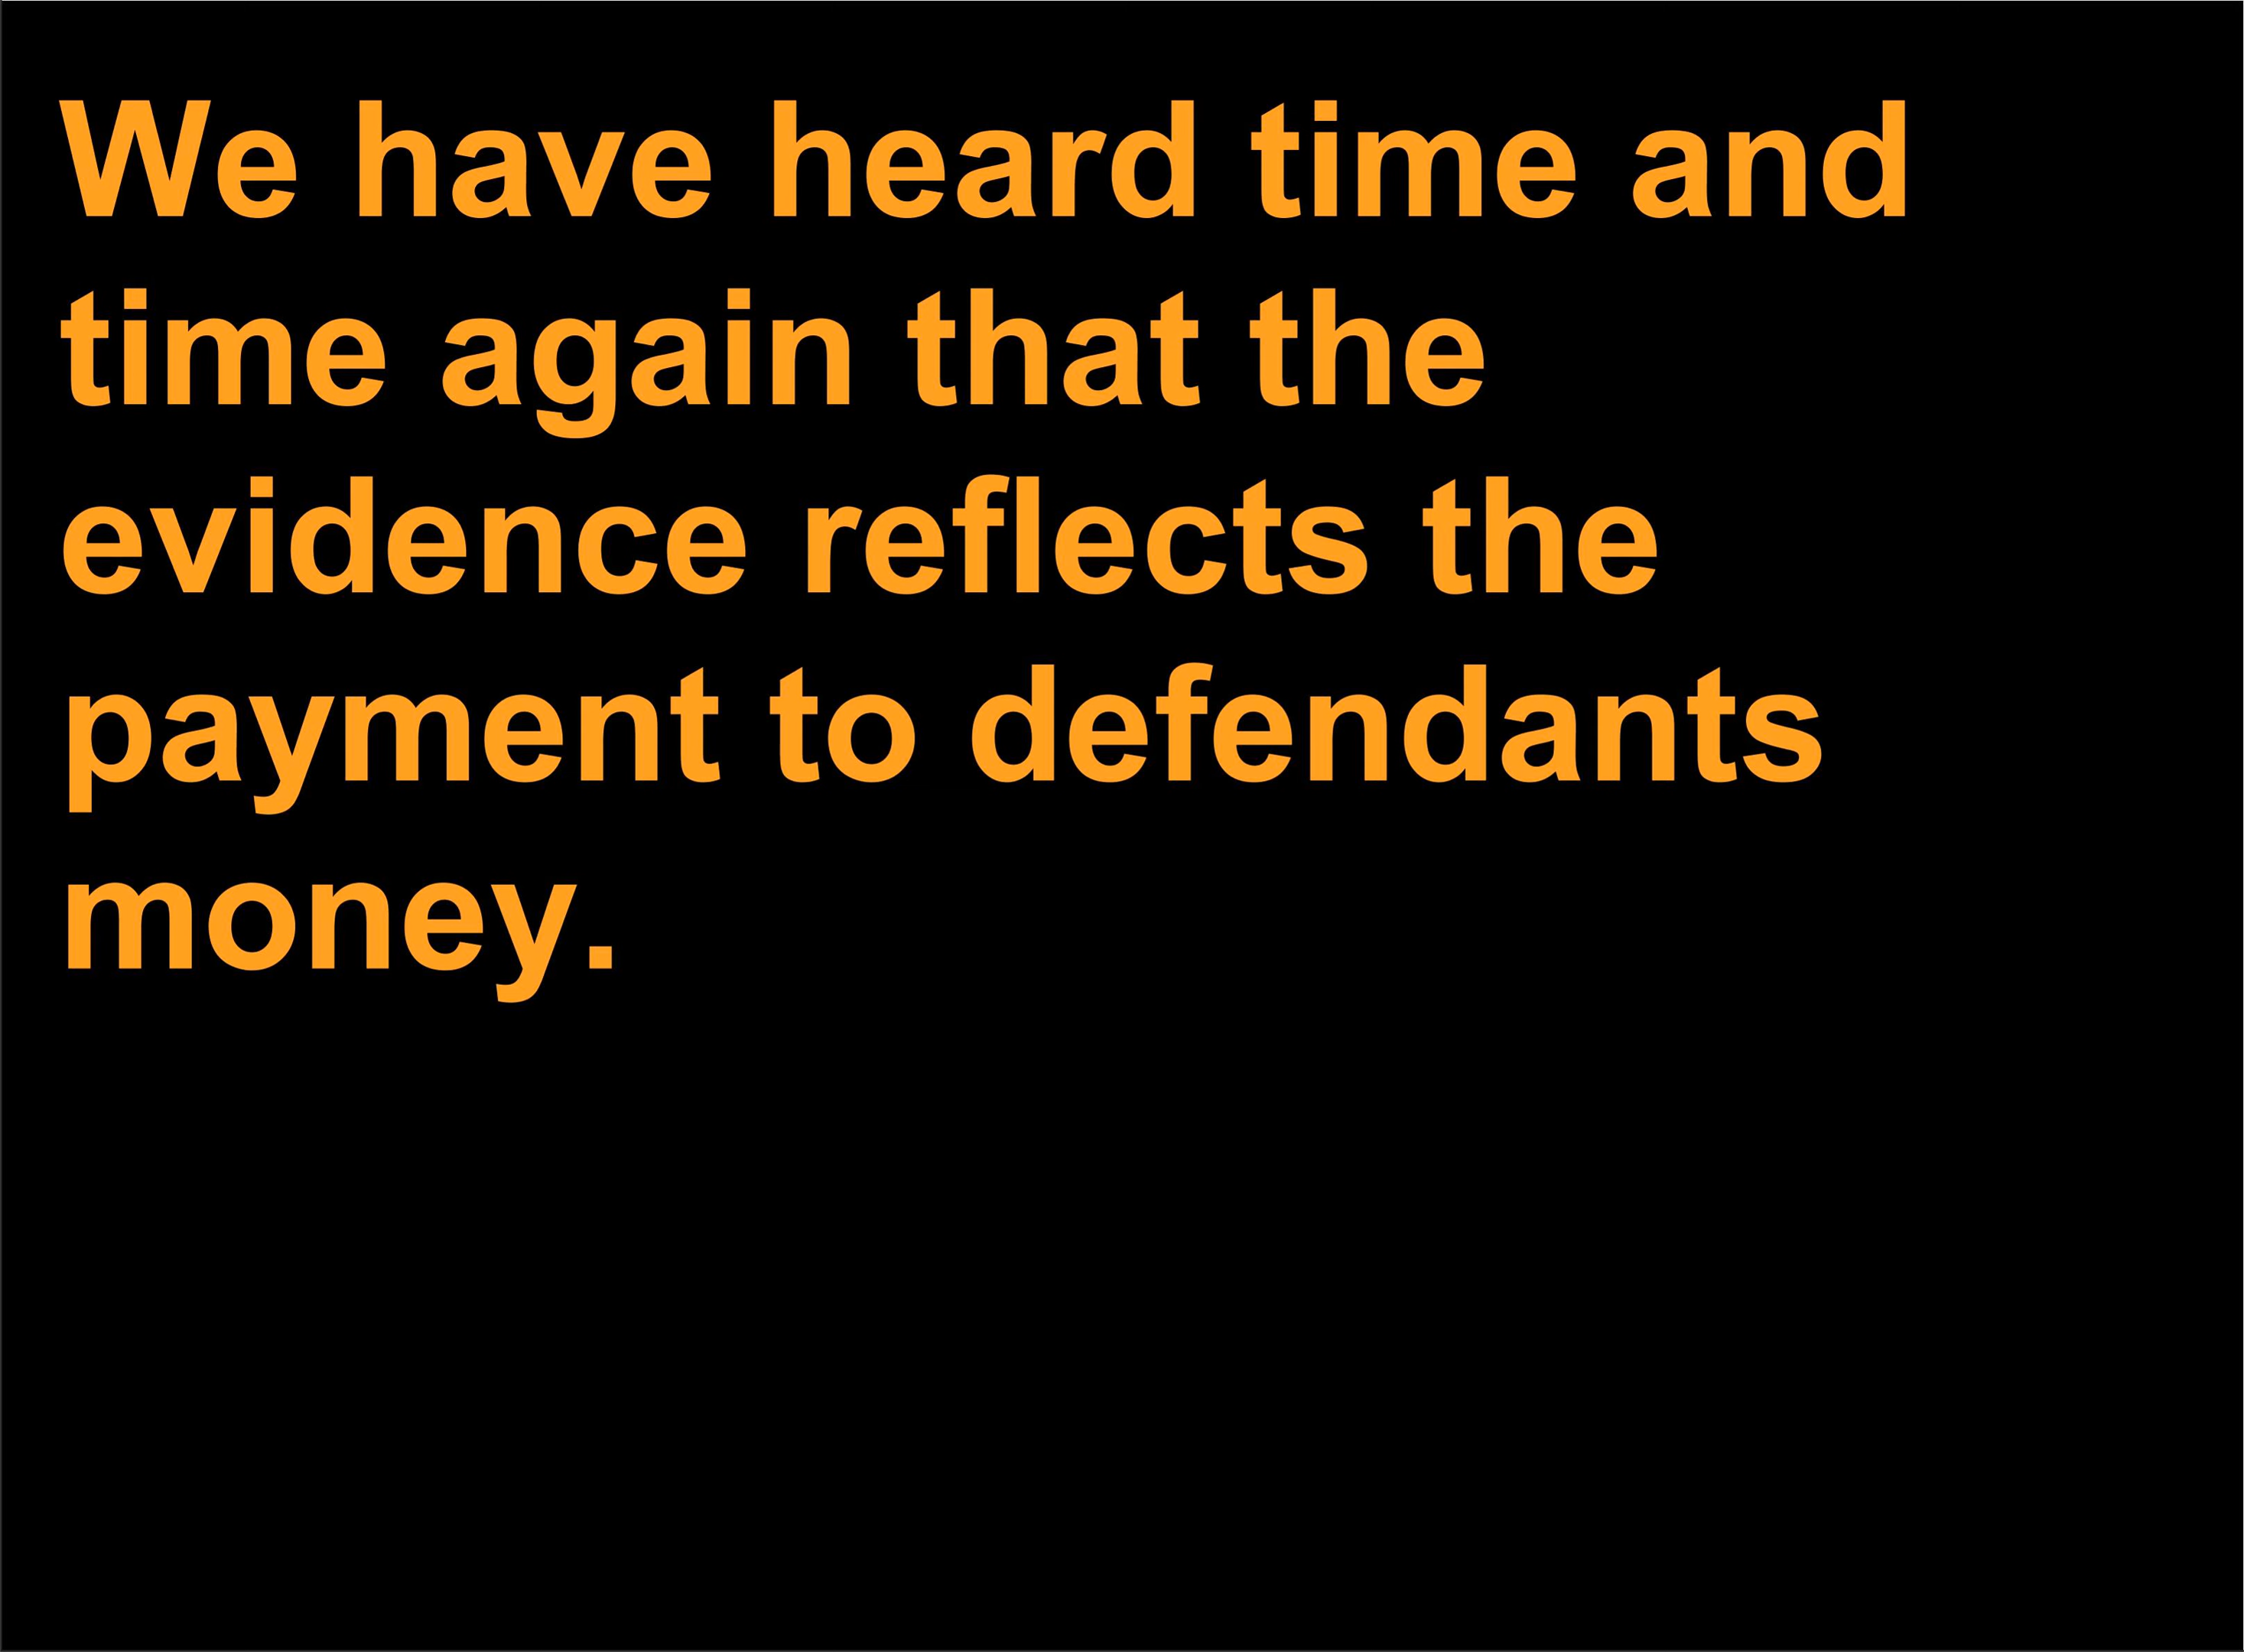 We have heard time and
time again that the
evidence reflects the
payment to defendants
money.